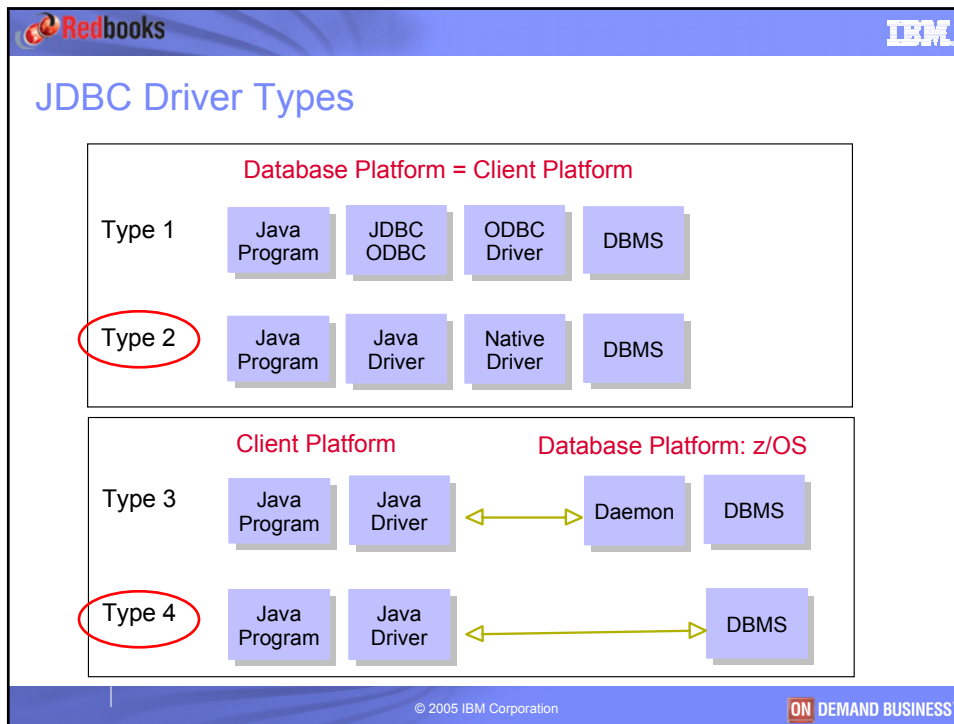 Redbooks
IBM
JDBC Driver Types
Database Platform = Client Platform
Type 1
Java
Program
JDBC
ODBC
ODBC
Driver
DBMS
Type 2
Java
Program
Java
Driver
Native
Driver
DBMS
Client Platform
Database Platform: z/OS
Type 3
Java
Program
Java
Driver
Daemon
DBMS
Type 4
Java
Program
Java
Driver
DBMS
© 2005 IBM Corporation
ON DEMAND BUSINESS